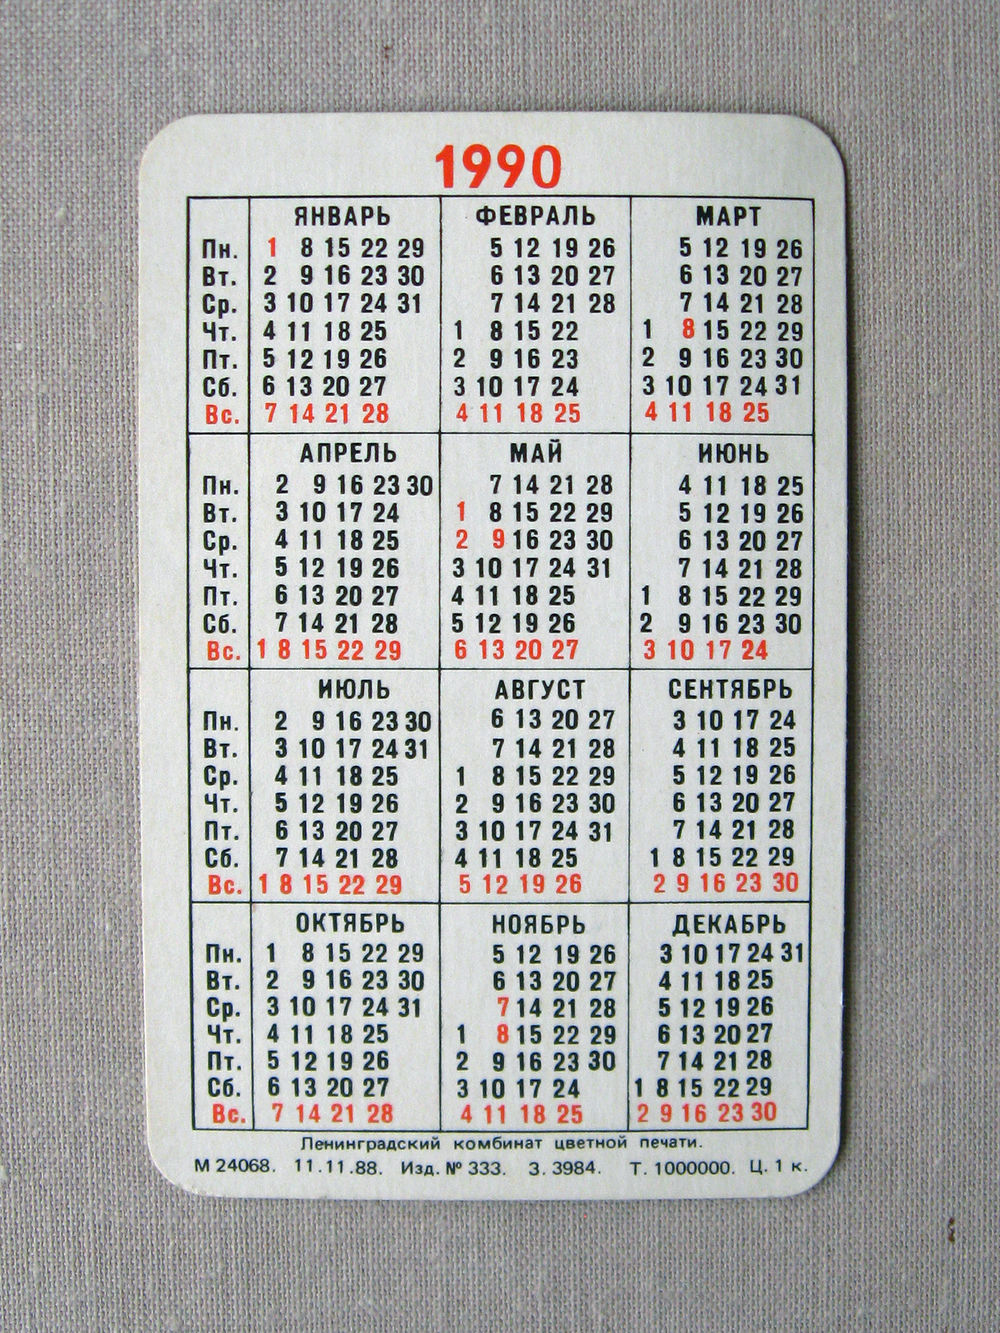 1990
ЯНВАРЬ ФЕВРАЛЬ МАРТ
Пн. 1 8 15 22 29 5 12 19 26 5 12 19 26
Вт. 2 9 16 23 30 6 13 20 27 6 13 20 27
Ср. 3 10 17 24 31 7 14 21 28 7 14 21 28
Чт. 4 11 18 25 1 8 15 22 1 8 15 22 29
Пт. 5 12 19 26 2 9 16 23 2 9 16 23 30
Сб. 6 13 20 27 3 10 17 24 3 10 17 24 31
Вс. 7 14 21 28 4 11 18 25 4 11 18 25
АПРЕЛЬ МАЙ ИЮНЬ
Пн. 2 9 16 23 30 7 14 21 28 4 11 18 25
Вт. 3 10 17 24 1 8 15 22 29 5 12 19 26
Ср. 4 11 18 25 2 9 16 23 30 6 13 20 27
Чт. 5 12 19 26 3 10 17 24 31 7 14 21 28
Пт. 6 13 20 27 4 11 18 25 1 8 15 22 29
Сб. 7 14 21 28 5 12 19 26 2 9 16 23 30
Вс. 1 8 15 22 29 6 13 20 27 3 10 17 24
ИЮЛЬ АВГУСТ СЕНТЯБРЬ
Пн. 2 9 16 23 30 6 13 20 27 3 10 17 24
Вт. 3 10 17 24 31 7 14 21 28 4 11 18 25
Ср. 4 11 18 25 1 8 15 22 29 5 12 19 26
Чт. 5 12 19 26 2 9 16 23 30 6 13 20 27
Пт. 6 13 20 27 3 10 17 24 31 7 14 21 28
Сб. 7 14 21 28 4 11 18 25 1 8 15 22 29
Вс. 1 8 15 22 29 5 12 19 26 2 9 16 23 30
ОКТЯБРЬ НОЯБРЬ ДЕКАБРЬ
Пн. 1 8 15 22 29 5 12 19 26 3 10 17 24 31
Вт. 2 9 16 23 30 6 13 20 27 4 11 18 25
Ср. 3 10 17 24 31 7 14 21 28 5 12 19 26
Чт. 4 11 18 25 1 8 15 22 29 6 13 20 27
Пт. 5 12 19 26 2 9 16 23 30 7 14 21 28
Сб. 6 13 20 27 3 10 17 24 1 8 15 22 29
Вс. 7 14 21 28 4 11 18 25 2 9 16 23 30
Ленинградский комбинат цветной печати.
М 24068. 11.11.88. Изд. № 333. З. 3984. Т. 1000000. Ц. 1 к.